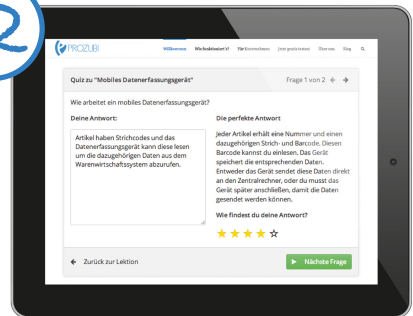 2
PROZUBI
Willkommen Wie funktioniert's? Für Unternehmen Jetzt gratis testen Über uns Blog
Quiz zu "Mobiles Datenerfassungsgerät"
Frage 1 von 2
Wie arbeitet ein mobiles Datenerfassungsgerät?
Deine Antwort:
Artikel haben Strichcodes und das
Datenerfassungsgerät kann diese lesen
um die dazugehörigen Daten aus dem
Warenwirtschaftssystem abzurufen.
Die perfekte Antwort
Jeder Artikel erhält eine Nummer und einen
dazugehörigen Strich- und Barcode. Diesen
Barcode kannst du einlesen. Das Gerät
speichert die entsprechenden Daten.
Entweder das Gerät sendet diese Daten direkt
an den Zentralrechner, oder du musst das
Gerät später anschließen, damit die Daten
gesendet werden können.
Wie findest du deine Antwort?
Zurück zur Lektion
Nächste Frage